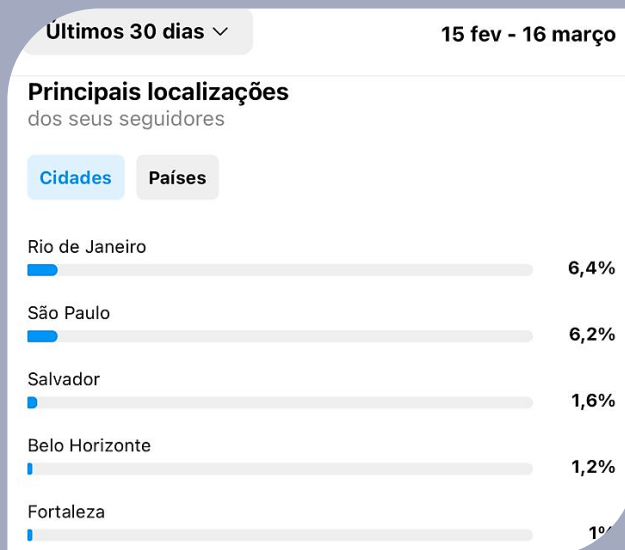 Últimos 30 dias
15 fev - 16 março
Principais localizações
dos seus seguidores
Cidades
Países
Rio de Janeiro
6,4%
São Paulo
6,2%
Salvador
1,6%
Belo Horizonte
1,2%
Fortaleza
1%